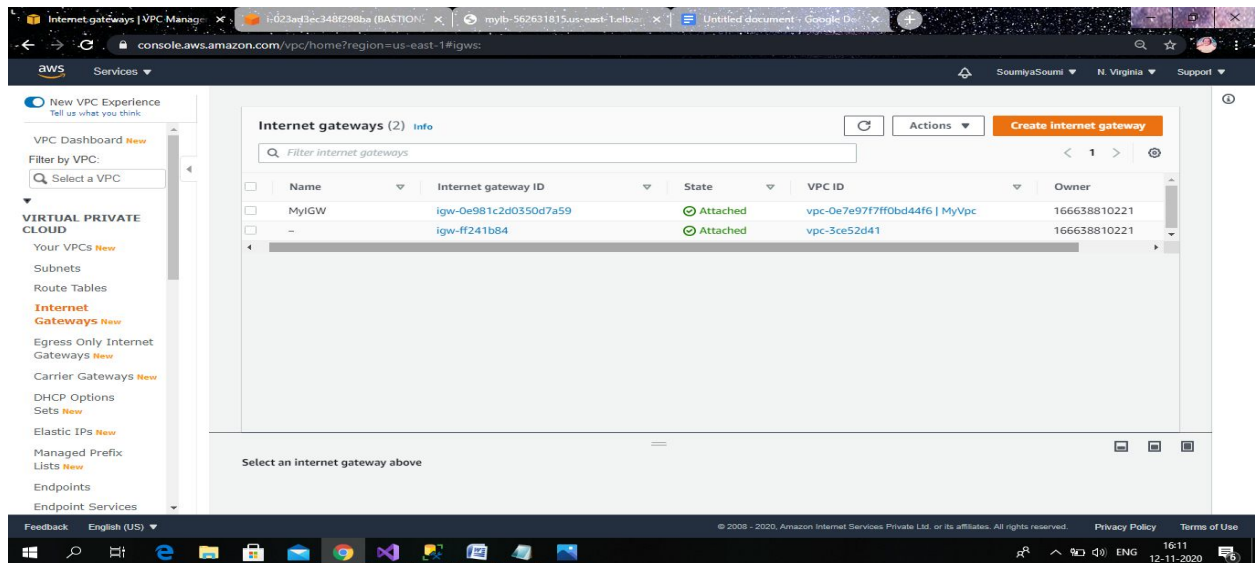 Internet gateways | VPC Manage
i-023ad3ec348f298ba (BASTION-
mylb-562631815.us-east-1.elb.a
Untitled document - Google Do
console.aws.amazon.com/vpc/home?region=us-east-1#igws:
aws
Services
SoumiyaSoumi
N. Virginia
Support
New VPC Experience
Tell us what you think
VPC Dashboard New
Filter by VPC:
Select a VPC
VIRTUAL PRIVATE
CLOUD
Your VPCs New
Subnets
Route Tables
Internet
Gateways New
Egress Only Internet
Gateways New
Carrier Gateways New
DHCP Options
Sets New
Elastic IPs New
Managed Prefix
Lists New
Endpoints
Endpoint Services
Internet gateways (2) Info
Actions
Create internet gateway
Filter internet gateways
1
Name Internet gateway ID State VPC ID Owner
MyIGW igw-0e981c2d0350d7a59 Attached vpc-0e7e97f7ff0bd44f6 | MyVpc 166638810221
– igw-ff241b84 Attached vpc-3ce52d41 166638810221
Select an internet gateway above
Feedback English (US) © 2008 - 2020, Amazon Internet Services Private Ltd. or its affiliates. All rights reserved. Privacy Policy Terms of Use
ENG
16:11
12-11-2020